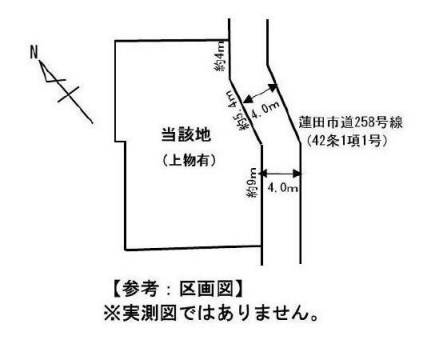 N
約4m
約5.4m
4.0m
蓮田市道258号線
(42条1項1号)
当該地
(上物有)
約9m
4.0m
【参考：区画図】
※実測図ではありません。